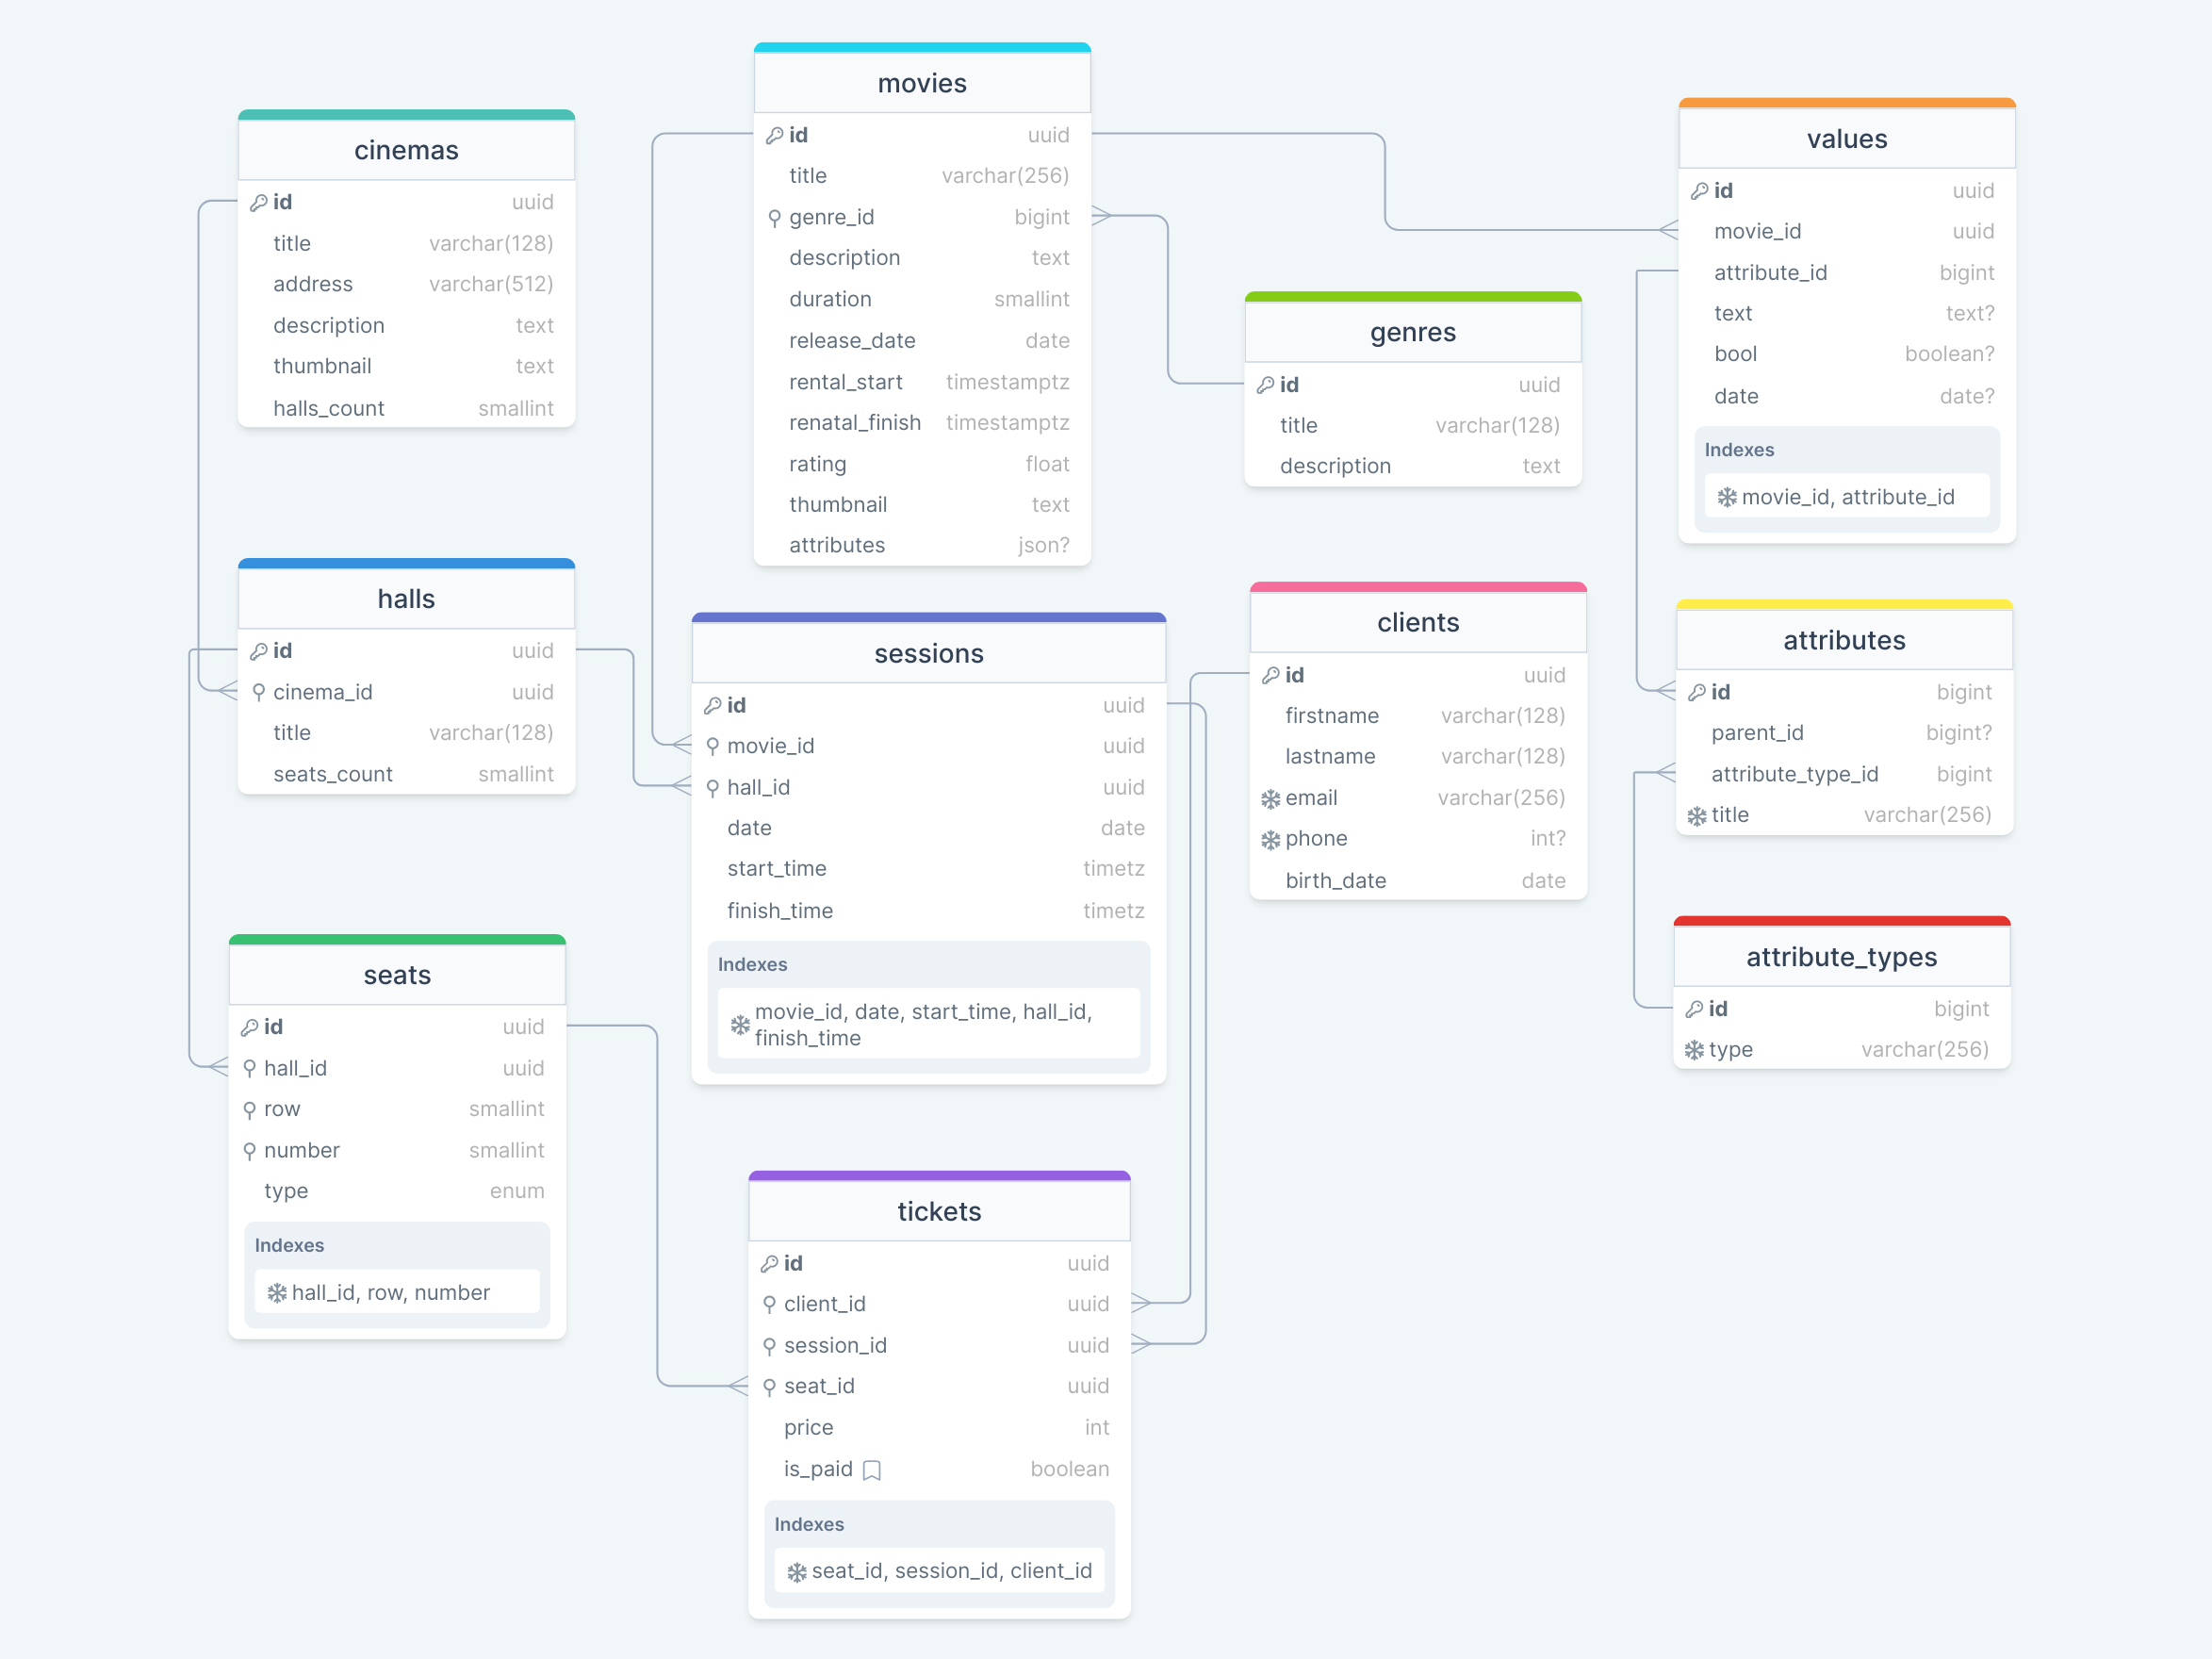 movies
id uuid
title varchar(256)
genre_id bigint
description text
duration smallint
release_date date
rental_start timestamptz
renatal_finish timestamptz
rating float
thumbnail text
attributes json?
cinemas
id uuid
title varchar(128)
address varchar(512)
description text
thumbnail text
halls_count smallint
values
id uuid
movie_id uuid
attribute_id bigint
text text?
bool boolean?
date date?
Indexes
movie_id, attribute_id
genres
id uuid
title varchar(128)
description text
halls
id uuid
cinema_id uuid
title varchar(128)
seats_count smallint
sessions
id uuid
movie_id uuid
hall_id uuid
date date
start_time timetz
finish_time timetz
Indexes
movie_id, date, start_time, hall_id,
finish_time
clients
id uuid
firstname varchar(128)
lastname varchar(128)
email varchar(256)
phone int?
birth_date date
attributes
id bigint
parent_id bigint?
attribute_type_id bigint
title varchar(256)
attribute_types
id bigint
type varchar(256)
seats
id uuid
hall_id uuid
row smallint
number smallint
type enum
Indexes
hall_id, row, number
tickets
id uuid
client_id uuid
session_id uuid
seat_id uuid
price int
is_paid boolean
Indexes
seat_id, session_id, client_id